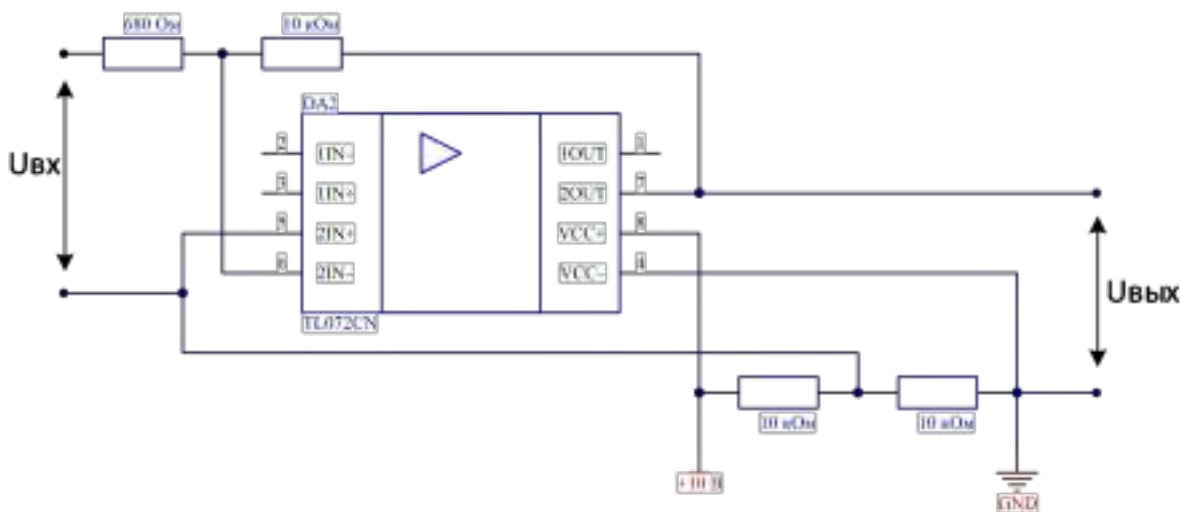 680 Ом
10 кОм
DA2
2
1IN-
1OUT
1
Uвх
3
1IN+
2OUT
7
5
2IN+
VCC+
8
6
2IN-
VCC-
4
Uвых
TL072CN
10 кОм
10 кОм
+10 В
GND